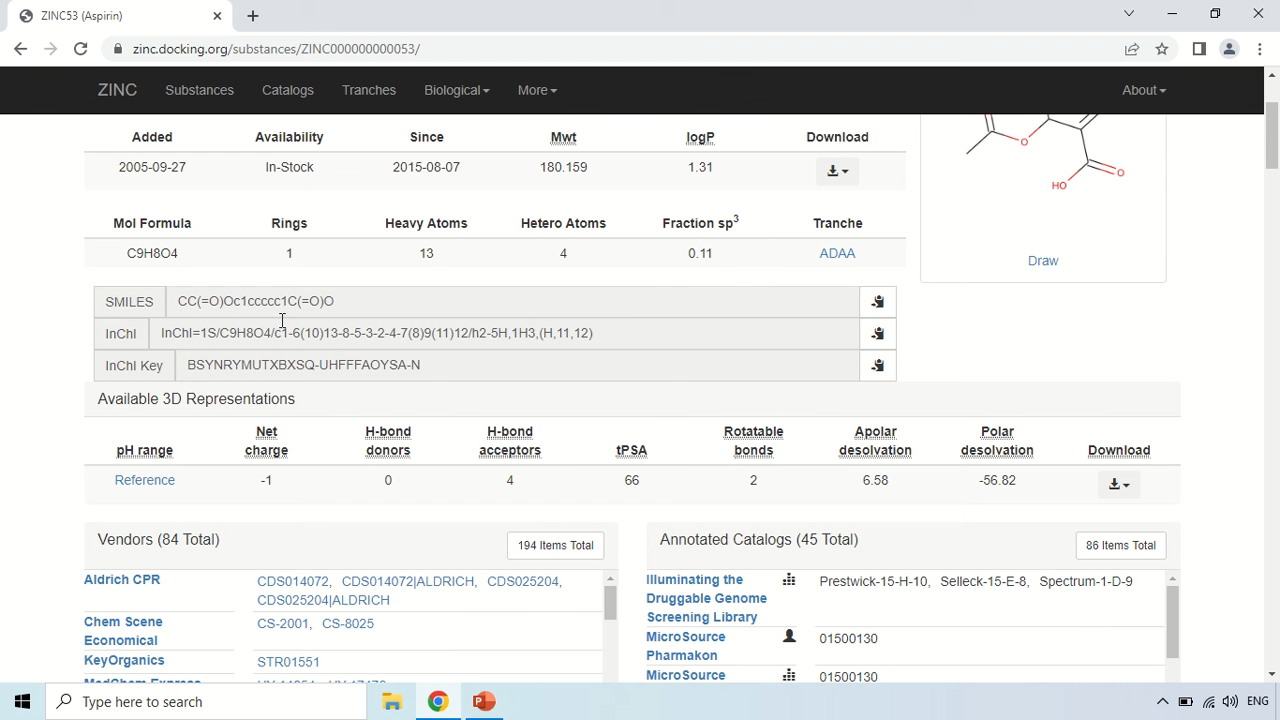 ZINC53 (Aspirin)
zinc.docking.org/substances/ZINC000000000053/
ZINC Substances Catalogs Tranches Biological More About
Added Availability Since Mwt logP Download
2005-09-27 In-Stock 2015-08-07 180.159 1.31
Mol Formula Rings Heavy Atoms Hetero Atoms Fraction sp3 Tranche
C9H8O4 1 13 4 0.11 ADAA
O
O
HO
Draw
SMILES CC(=O)Oc1ccccc1C(=O)O
InChI InChI=1S/C9H8O4/c1-6(10)13-8-5-3-2-4-7(8)9(11)12/h2-5H,1H3,(H,11,12)
InChI Key BSYNRYMUTXBXSQ-UHFFFAOYSA-N
Available 3D Representations
pH range Net charge H-bond donors H-bond acceptors tPSA Rotatable bonds Apolar desolvation Polar desolvation Download
Reference -1 0 4 66 2 6.58 -56.82
Vendors (84 Total) 194 Items Total
Aldrich CPR CDS014072, CDS014072|ALDRICH, CDS025204,
CDS025204|ALDRICH
Chem Scene CS-2001, CS-8025
Economical
KeyOrganics STR01551
Annotated Catalogs (45 Total) 86 Items Total
Illuminating the Prestwick-15-H-10, Selleck-15-E-8, Spectrum-1-D-9
Druggable Genome
Screening Library
MicroSource 01500130
Pharmakon
MicroSource 01500130
Type here to search
ENG